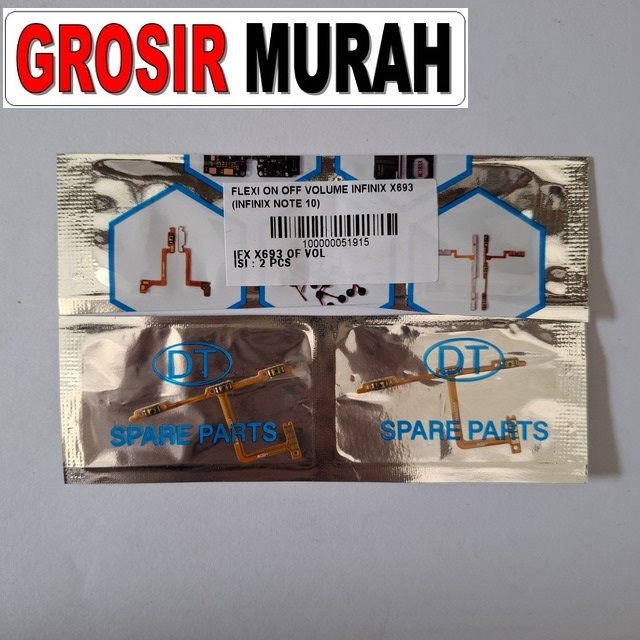 GROSIR MURAH
FLEXI ON OFF VOLUME INFINIX X693
(INFINIX NOTE 10)
100000051915
IFX X693 OF VOL
ISI : 2 PCS
DT
SPARE PARTS
DT
SPARE PARTS